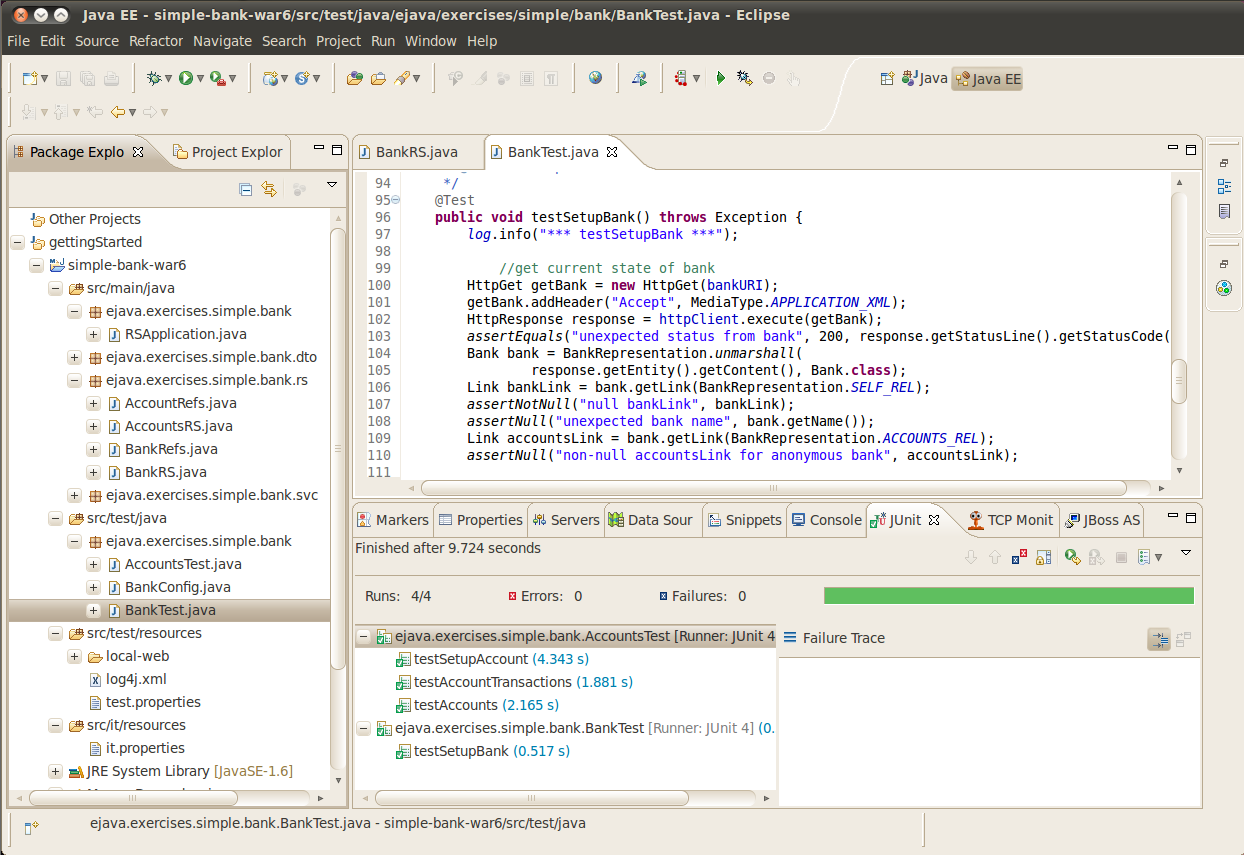 Java EE - simple-bank-war6/src/test/java/ejava/exercises/simple/bank/BankTest.java - Eclipse
File Edit Source Refactor Navigate Search Project Run Window Help
Java Java EE
Package Explo Project Explor
Other Projects
gettingStarted
simple-bank-war6
src/main/java
ejava.exercises.simple.bank
RSApplication.java
ejava.exercises.simple.bank.dto
ejava.exercises.simple.bank.rs
AccountRefs.java
AccountsRS.java
BankRefs.java
BankRS.java
ejava.exercises.simple.bank.svc
src/test/java
ejava.exercises.simple.bank
AccountsTest.java
BankConfig.java
BankTest.java
src/test/resources
local-web
log4j.xml
test.properties
src/it/resources
it.properties
JRE System Library [JavaSE-1.6]
BankRS.java BankTest.java
94 */
95 @Test
96 public void testSetupBank() throws Exception {
97 log.info("*** testSetupBank ***");
98
99 //get current state of bank
100 HttpGet getBank = new HttpGet(bankURI);
101 getBank.addHeader("Accept", MediaType.APPLICATION_XML);
102 HttpResponse response = httpClient.execute(getBank);
103 assertEquals("unexpected status from bank", 200, response.getStatusLine().getStatusCode(
104 Bank bank = BankRepresentation.unmarshall(
105 response.getEntity().getContent(), Bank.class);
106 Link bankLink = bank.getLink(BankRepresentation.SELF_REL);
107 assertNotNull("null bankLink", bankLink);
108 assertNull("unexpected bank name", bank.getName());
109 Link accountsLink = bank.getLink(BankRepresentation.ACCOUNTS_REL);
110 assertNull("non-null accountsLink for anonymous bank", accountsLink);
111
Markers Properties Servers Data Sour Snippets Console JUnit TCP Monit JBoss AS
Finished after 9.724 seconds
Runs: 4/4 Errors: 0 Failures: 0
ejava.exercises.simple.bank.AccountsTest [Runner: JUnit 4
testSetupAccount (4.343 s)
testAccountTransactions (1.881 s)
testAccounts (2.165 s)
ejava.exercises.simple.bank.BankTest [Runner: JUnit 4] (0.
testSetupBank (0.517 s)
Failure Trace
ejava.exercises.simple.bank.BankTest.java - simple-bank-war6/src/test/java